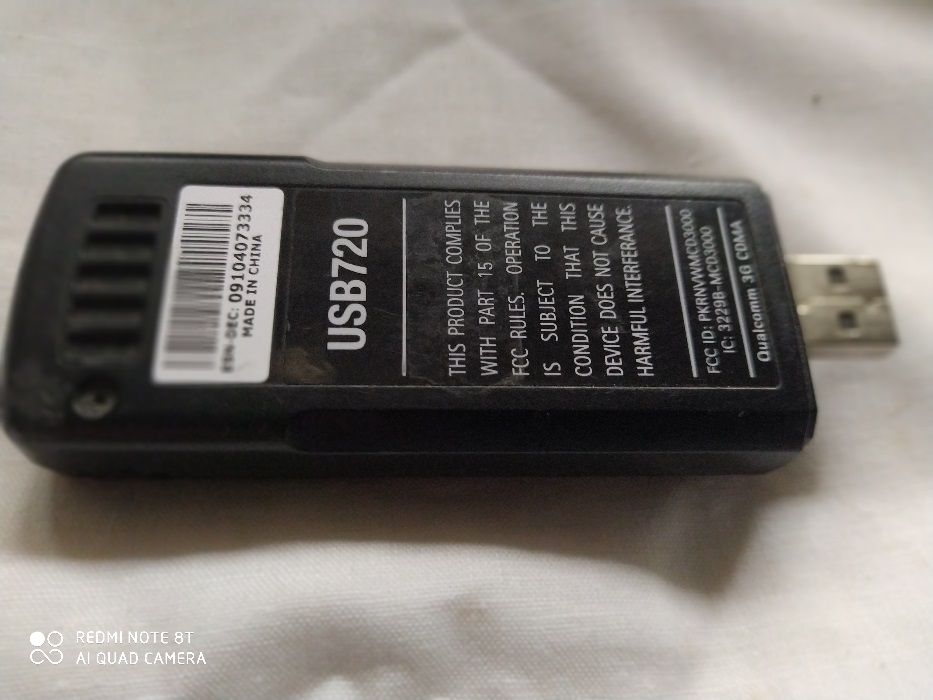 ESN-DEC: 09104073334
MADE IN CHINA
USB720
THIS PRODUCT COMPLIES
WITH PART 15 OF THE
FCC RULES. OPERATION
IS SUBJECT TO THE
CONDITION THAT THIS
DEVICE DOES NOT CAUSE
HARMFUL INTERFERANCE.
FCC ID: PKRNVWMCD3000
IC: 3229B-MCD3000
Qualcomm 3G CDMA
REDMI NOTE 8T
AI QUAD CAMERA